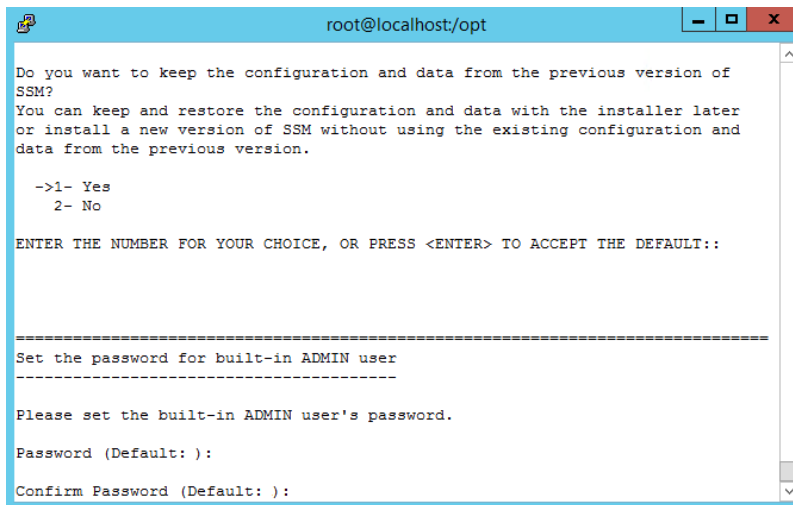 root@localhost:/opt
Do you want to keep the configuration and data from the previous version of
SSM?
You can keep and restore the configuration and data with the installer later
or install a new version of SSM without using the existing configuration and
data from the previous version.
->1- Yes
2- No
ENTER THE NUMBER FOR YOUR CHOICE, OR PRESS <ENTER> TO ACCEPT THE DEFAULT::
===============================================================================
Set the password for built-in ADMIN user
----------------------------------------
Please set the built-in ADMIN user's password.
Password (Default: ):
Confirm Password (Default: ):